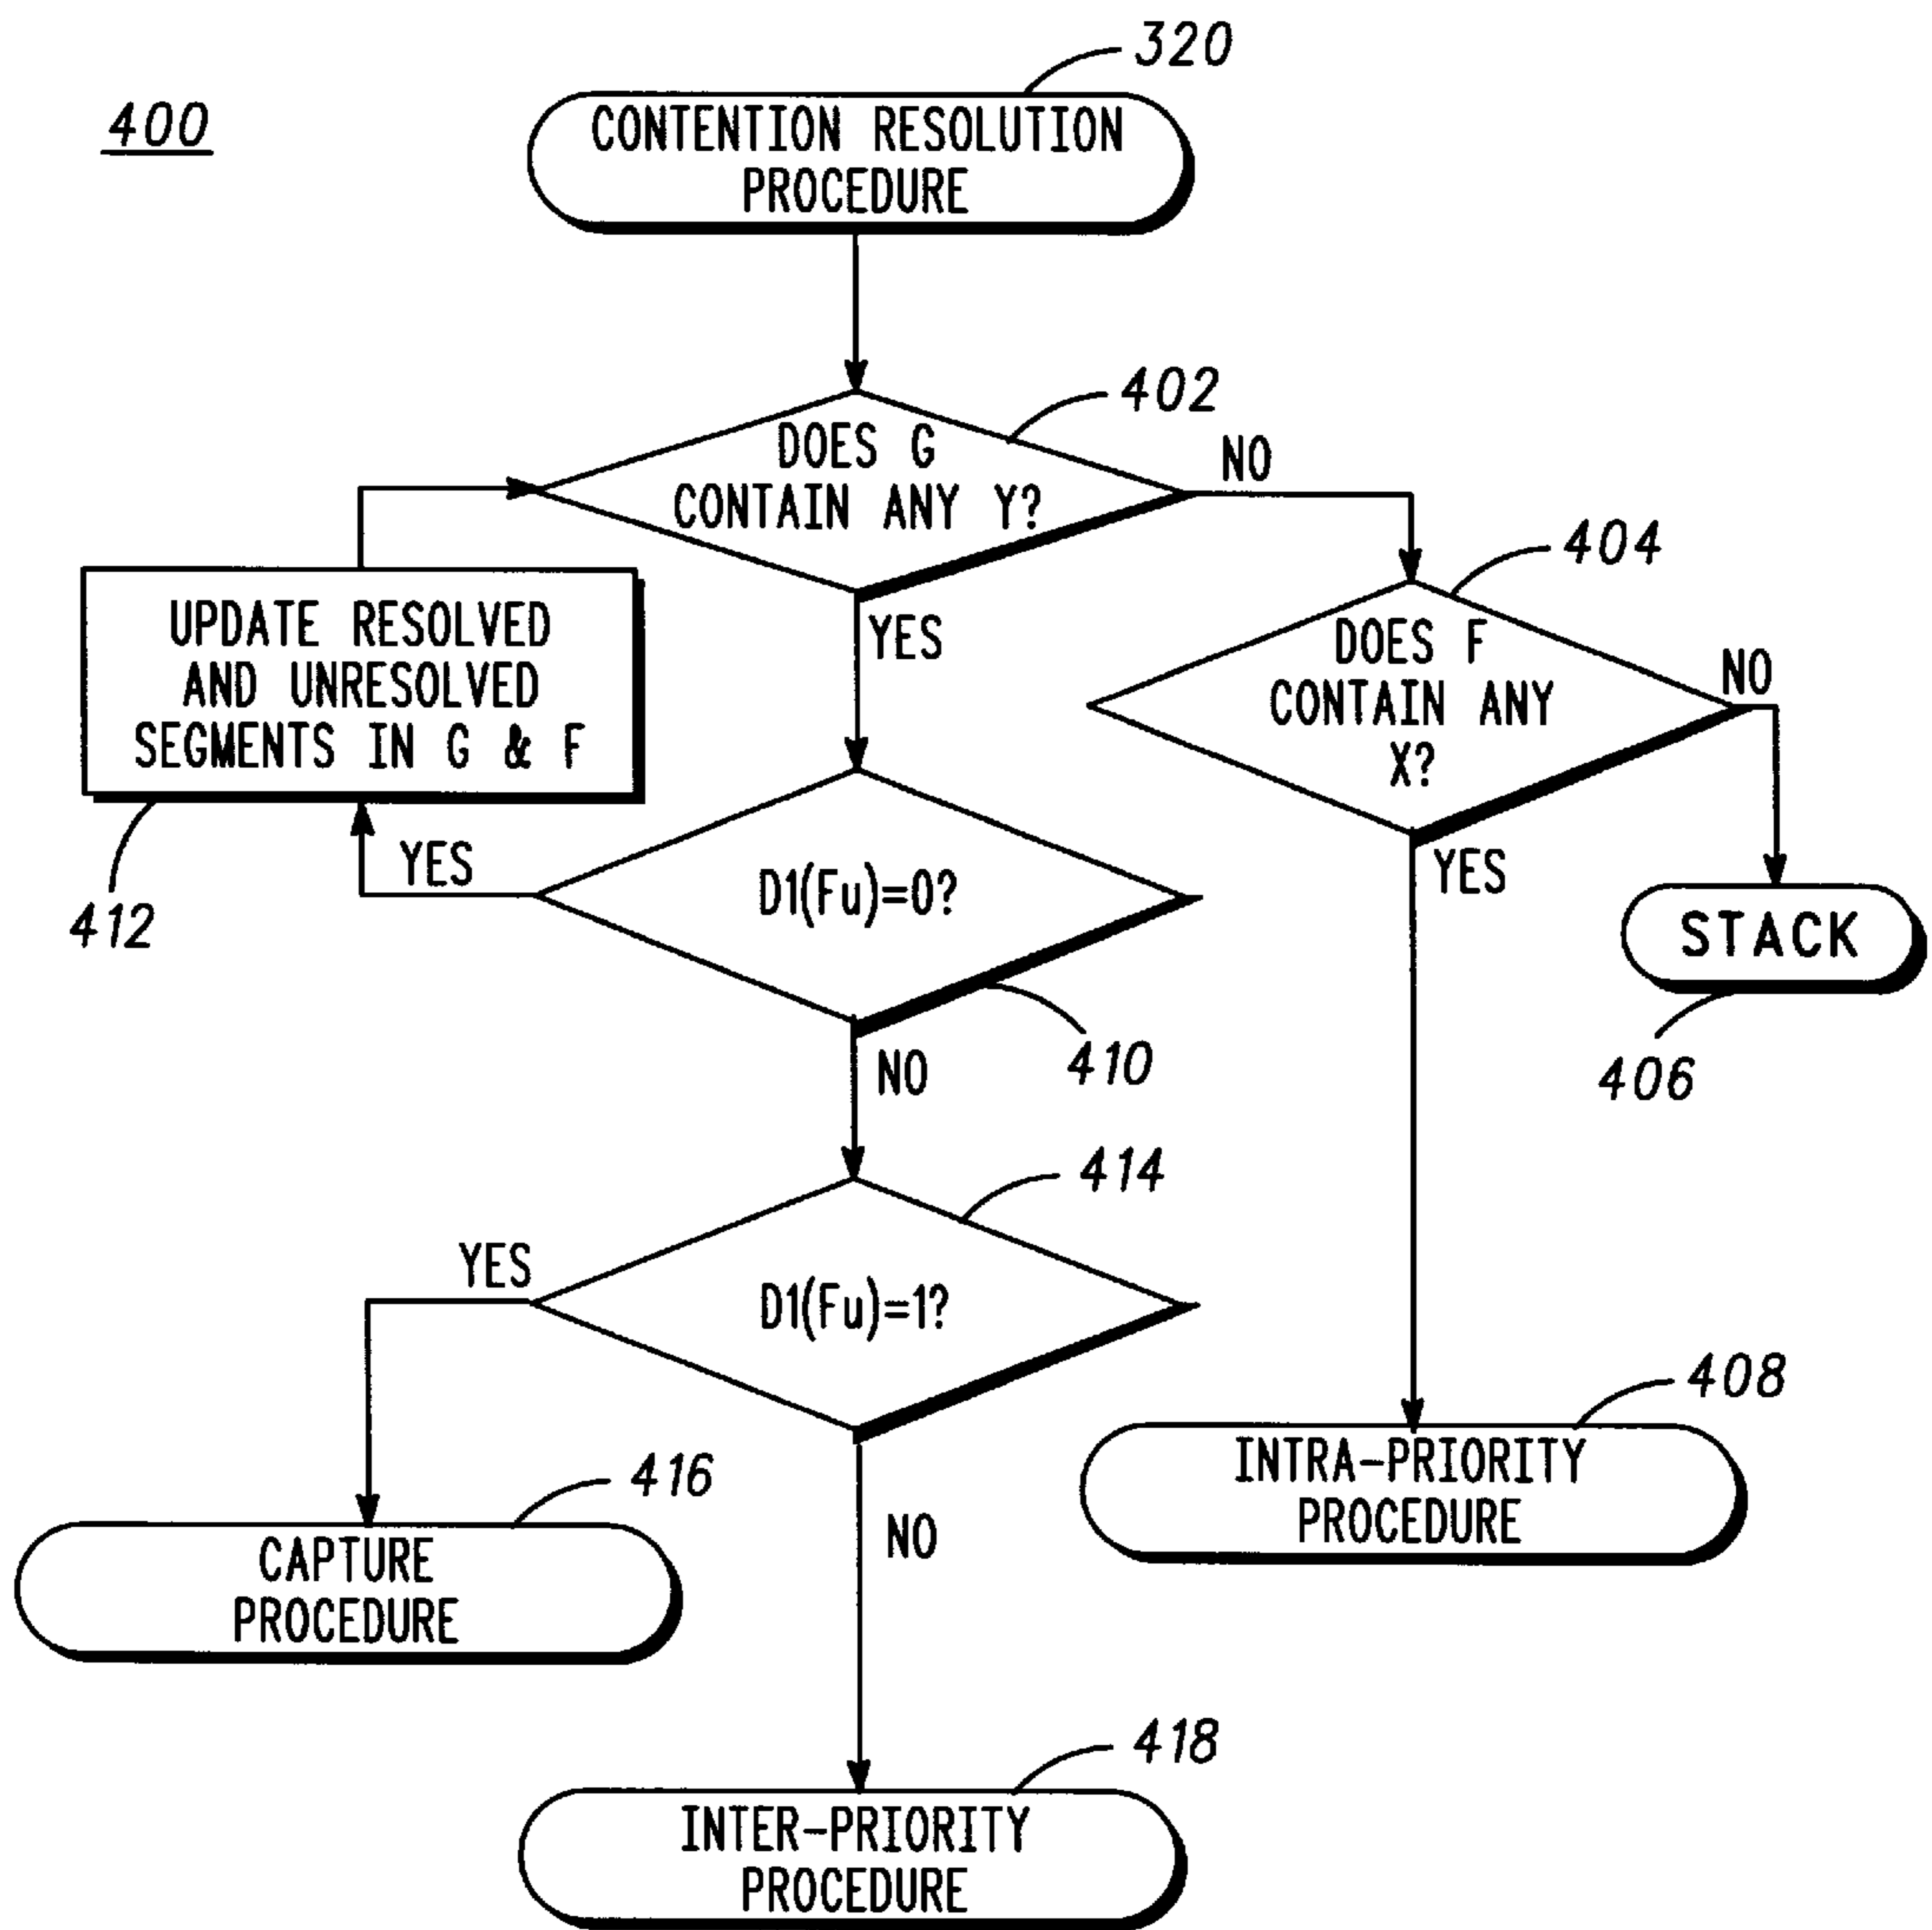 320
400
CONTENTION RESOLUTION
PROCEDURE
402
DOES G
CONTAIN ANY Y?
NO
404
YES
DOES F
CONTAIN ANY
X?
NO
UPDATE RESOLVED
AND UNRESOLVED
SEGMENTS IN G & F
YES
412
D1(Fu)=0?
YES
STACK
NO
410
406
414
YES
D1(Fu)=1?
408
INTRA-PRIORITY
PROCEDURE
416
NO
CAPTURE
PROCEDURE
418
INTER-PRIORITY
PROCEDURE